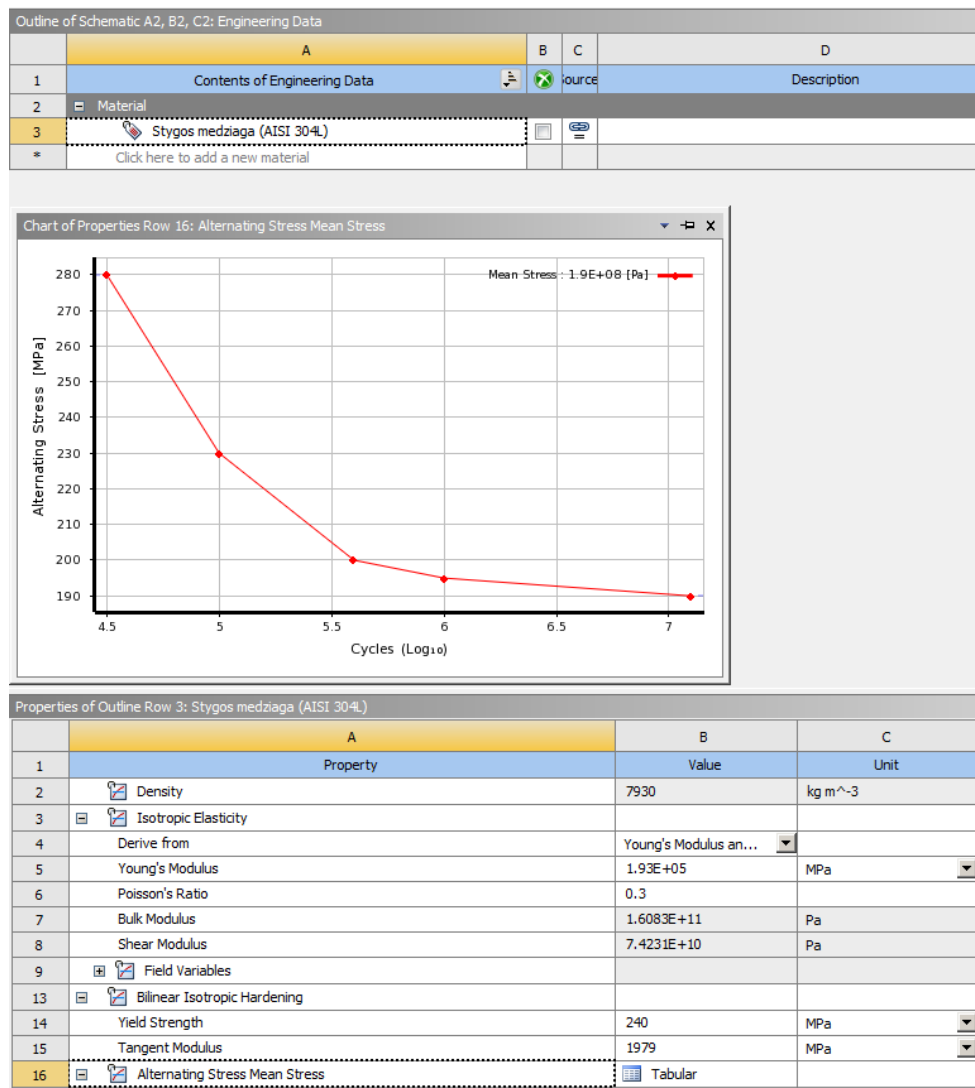 Outline of Schematic A2, B2, C2: Engineering Data
A B C D
1 Contents of Engineering Data Source Description
2 Material
3 Stygos medziaga (AISI 304L)
* Click here to add a new material
Chart of Properties Row 16: Alternating Stress Mean Stress
Mean Stress : 1.9E+08 [Pa]
Alternating Stress [MPa]
280
270
260
250
240
230
220
210
200
190
4.5 5 5.5 6 6.5 7
Cycles (Log₁₀)
Properties of Outline Row 3: Stygos medziaga (AISI 304L)
A B C
1 Property Value Unit
2 Density 7930 kg m^-3
3 Isotropic Elasticity
4 Derive from Young's Modulus an...
5 Young's Modulus 1.93E+05 MPa
6 Poisson's Ratio 0.3
7 Bulk Modulus 1.6083E+11 Pa
8 Shear Modulus 7.4231E+10 Pa
9 Field Variables
13 Bilinear Isotropic Hardening
14 Yield Strength 240 MPa
15 Tangent Modulus 1979 MPa
16 Alternating Stress Mean Stress Tabular